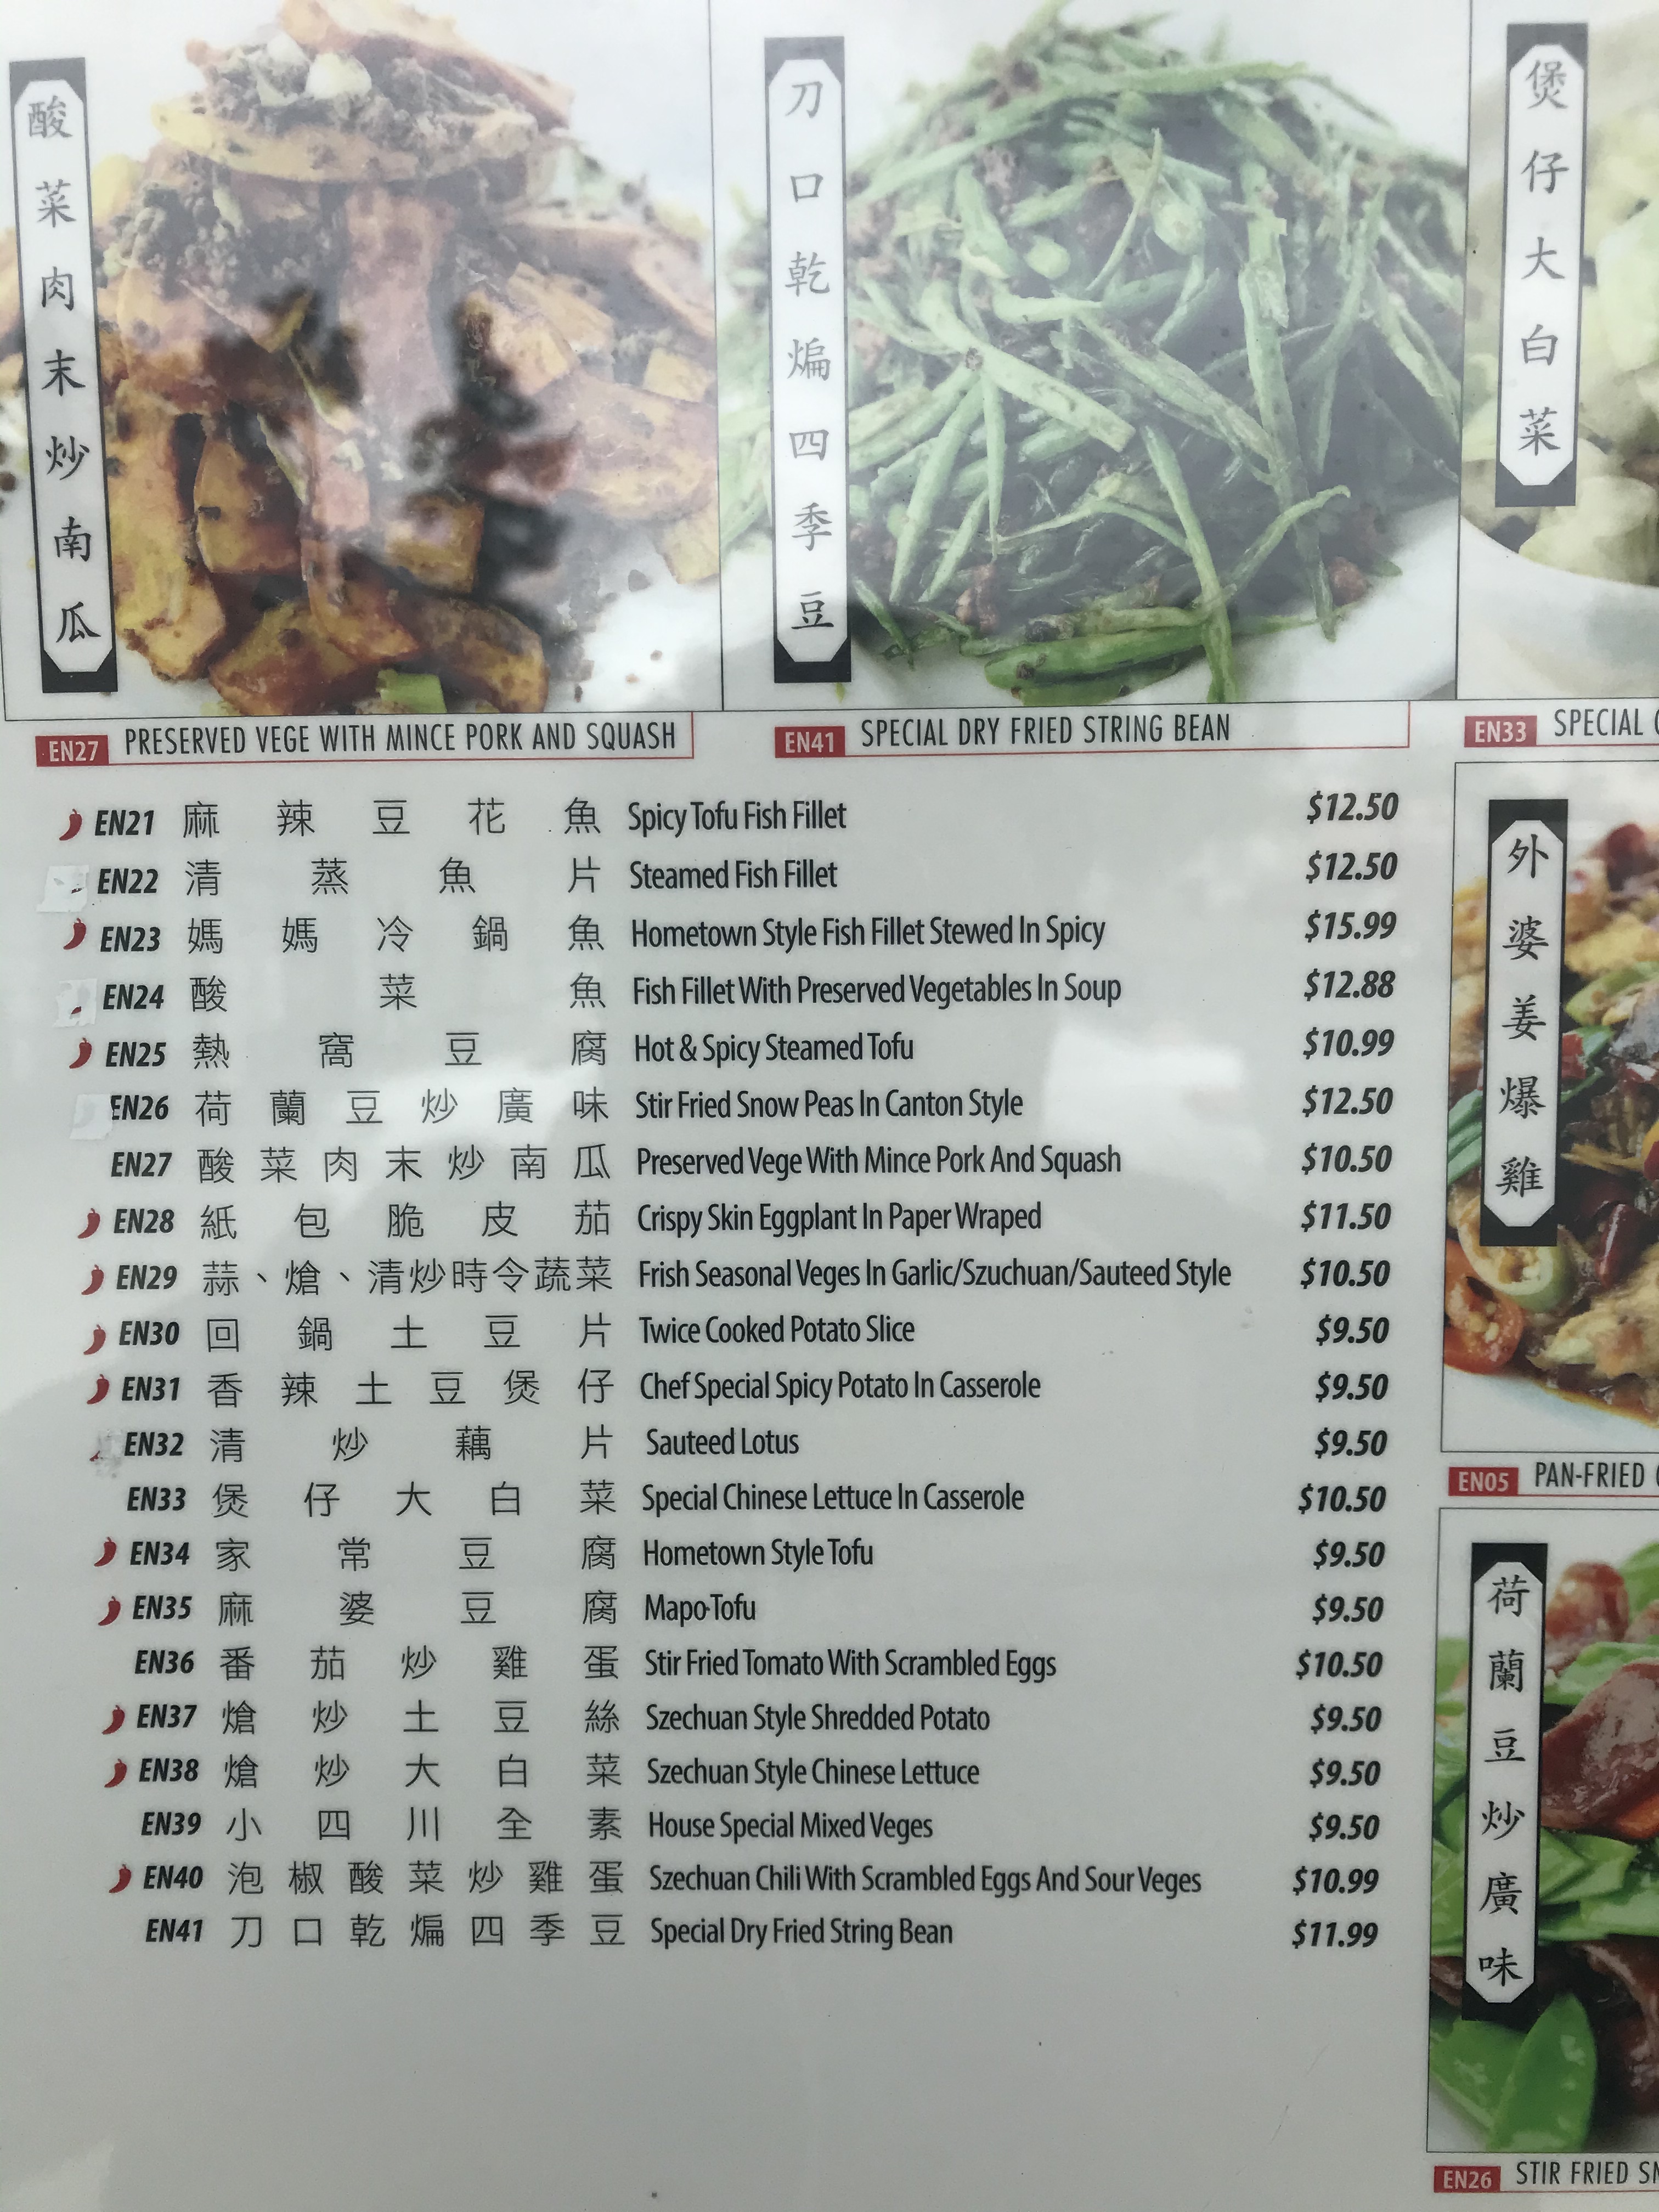 酸菜肉末炒南瓜
刀口乾煸四季豆
煲仔大白菜
EN27 PRESERVED VEGE WITH MINCE PORK AND SQUASH
EN41 SPECIAL DRY FRIED STRING BEAN
EN33 SPECIAL
EN21 麻辣豆花魚 Spicy Tofu Fish Fillet $12.50
EN22 清蒸魚片 Steamed Fish Fillet $12.50
EN23 媽媽冷鍋魚 Hometown Style Fish Fillet Stewed In Spicy $15.99
EN24 酸菜魚 Fish Fillet With Preserved Vegetables In Soup $12.88
EN25 熱窩豆腐 Hot & Spicy Steamed Tofu $10.99
EN26 荷蘭豆炒廣味 Stir Fried Snow Peas In Canton Style $12.50
EN27 酸菜肉末炒南瓜 Preserved Vege With Mince Pork And Squash $10.50
EN28 紙包脆皮茄 Crispy Skin Eggplant In Paper Wraped $11.50
EN29 蒜、熗、清炒時令蔬菜 Frish Seasonal Veges In Garlic/Szuchuan/Sauteed Style $10.50
EN30 回鍋土豆片 Twice Cooked Potato Slice $9.50
EN31 香辣土豆煲仔 Chef Special Spicy Potato In Casserole $9.50
EN32 清炒藕片 Sauteed Lotus $9.50
EN33 煲仔大白菜 Special Chinese Lettuce In Casserole $10.50
EN34 家常豆腐 Hometown Style Tofu $9.50
EN35 麻婆豆腐 Mapo Tofu $9.50
EN36 番茄炒雞蛋 Stir Fried Tomato With Scrambled Eggs $10.50
EN37 熗炒土豆絲 Szechuan Style Shredded Potato $9.50
EN38 熗炒大白菜 Szechuan Style Chinese Lettuce $9.50
EN39 小四川全素 House Special Mixed Veges $9.50
EN40 泡椒酸菜炒雞蛋 Szechuan Chili With Scrambled Eggs And Sour Veges $10.99
EN41 刀口乾煸四季豆 Special Dry Fried String Bean $11.99
外婆姜爆雞
EN05 PAN-FRIED
荷蘭豆炒廣味
EN26 STIR FRIED